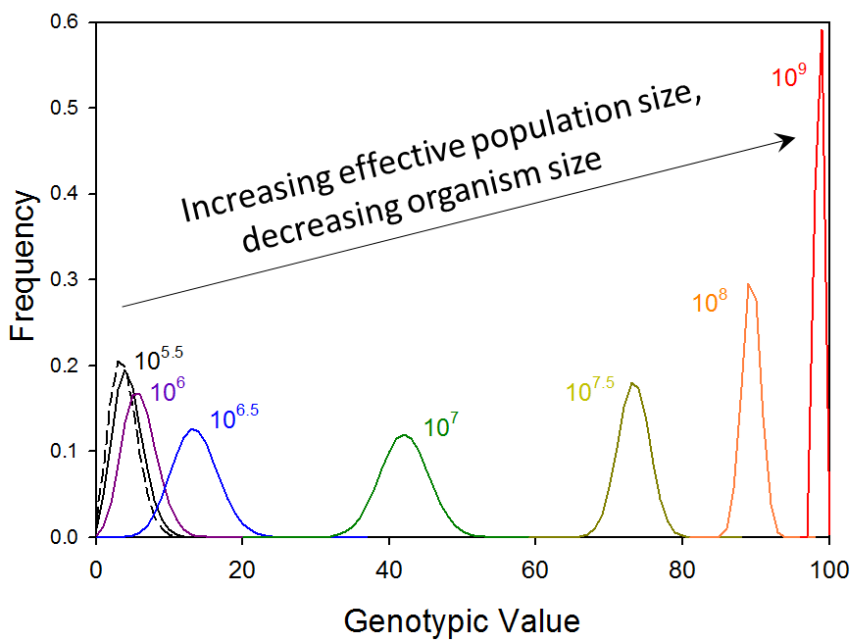 0.6
0.5
0.4
0.3
0.2
0.1
0.0
Frequency
Increasing effective population size,
decreasing organism size
10^5.5
10^6
10^6.5
10^7
10^7.5
10^8
10^9
0 20 40 60 80 100
Genotypic Value